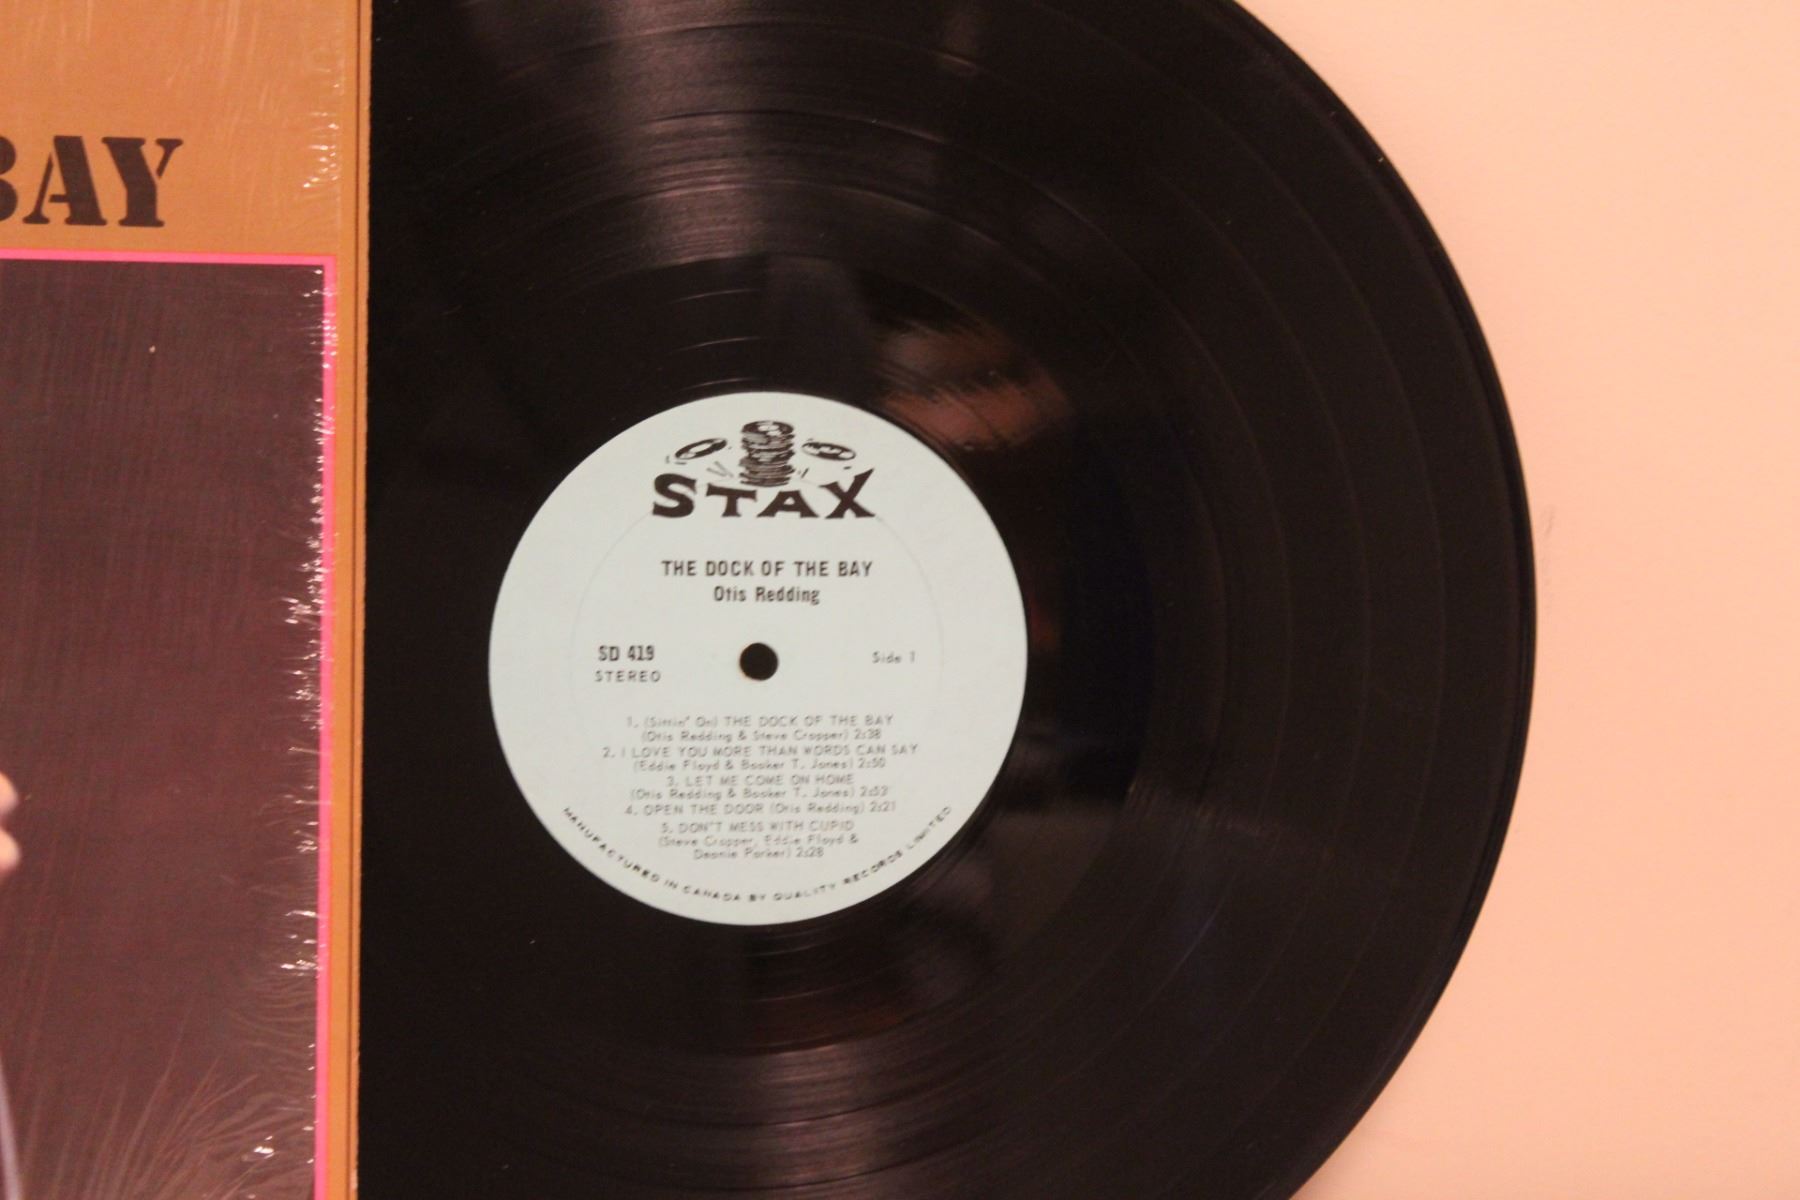 BAY
STAX
THE DOCK OF THE BAY
Otis Redding
SD 419
STEREO
Side 1
1. (Sittin' On) THE DOCK OF THE BAY
(Otis Redding & Steve Cropper) 2:38
2. I LOVE YOU MORE THAN WORDS CAN SAY
(Eddie Floyd & Booker T. Jones) 2:50
3. LET ME COME ON HOME
(Otis Redding & Booker T. Jones) 2:53
4. OPEN THE DOOR (Otis Redding) 2:21
5. DON'T MESS WITH CUPID
(Steve Cropper, Eddie Floyd &
Deanie Parker) 2:28
MANUFACTURED IN CANADA BY QUALITY RECORDS LIMITED